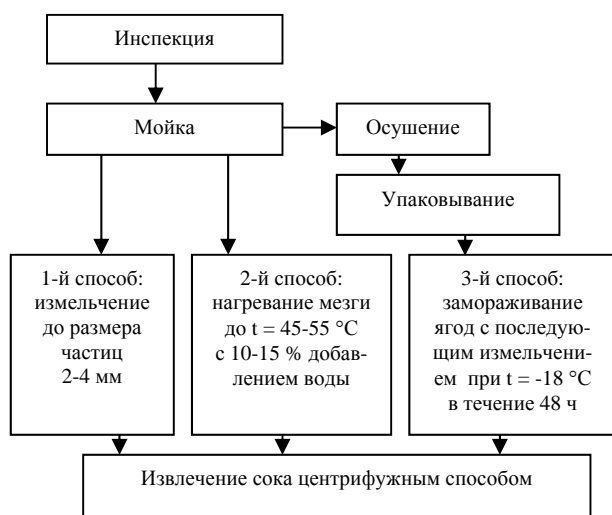 Инспекция
Мойка
Осушение
Упаковывание
1-й способ:
измельчение
до размера
частиц
2-4 мм
2-й способ:
нагревание мезги
до t = 45-55 °C
с 10-15 % добав-
лением воды
3-й способ:
замораживание
ягод с последую-
щим измельчени-
ем при t = -18 °C
в течение 48 ч
Извлечение сока центрифужным способом